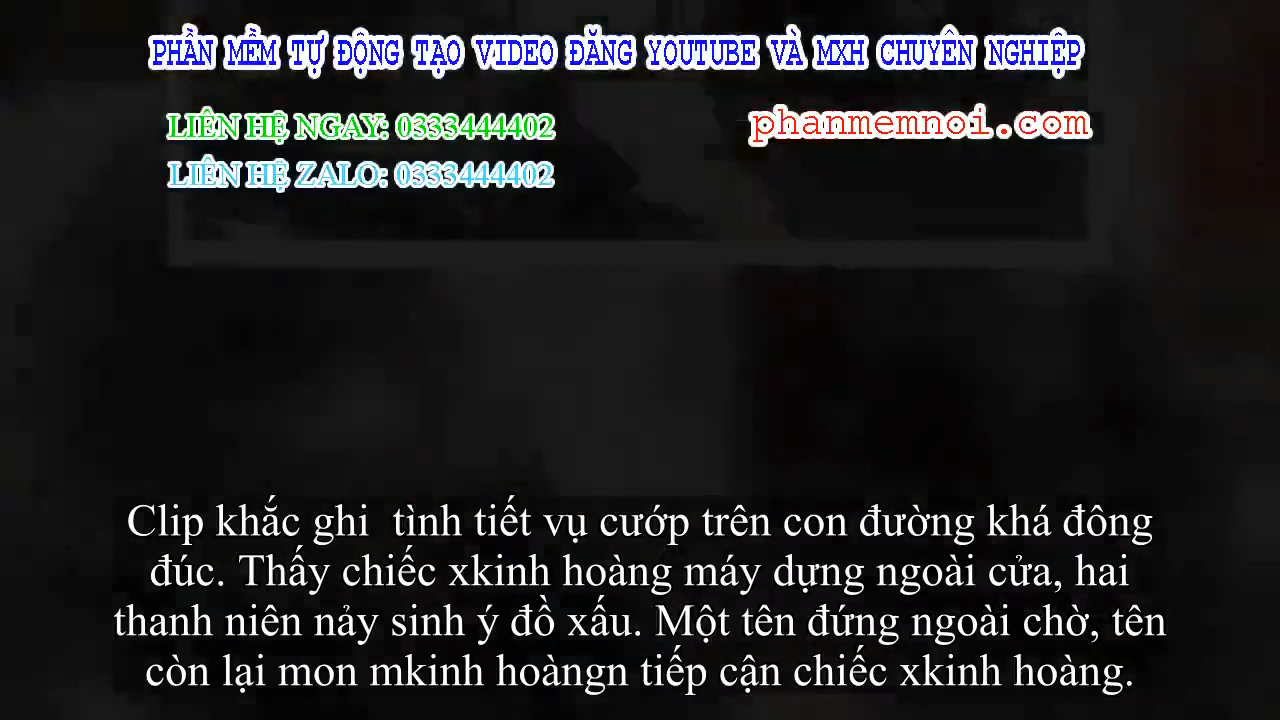 PHẦN MỀM TỰ ĐỘNG TẠO VIDEO ĐĂNG YOUTUBE VÀ MXH CHUYÊN NGHIỆP
LIÊN HỆ NGAY: 0333444402
phanmemnoi.com
LIÊN HỆ ZALO: 0333444402
Clip khắc ghi  tình tiết vụ cướp trên con đường khá đông
đúc. Thấy chiếc xkinh hoàng máy dựng ngoài cửa, hai
thanh niên nảy sinh ý đồ xấu. Một tên đứng ngoài chờ, tên
còn lại mon mkinh hoàngn tiếp cận chiếc xkinh hoàng.